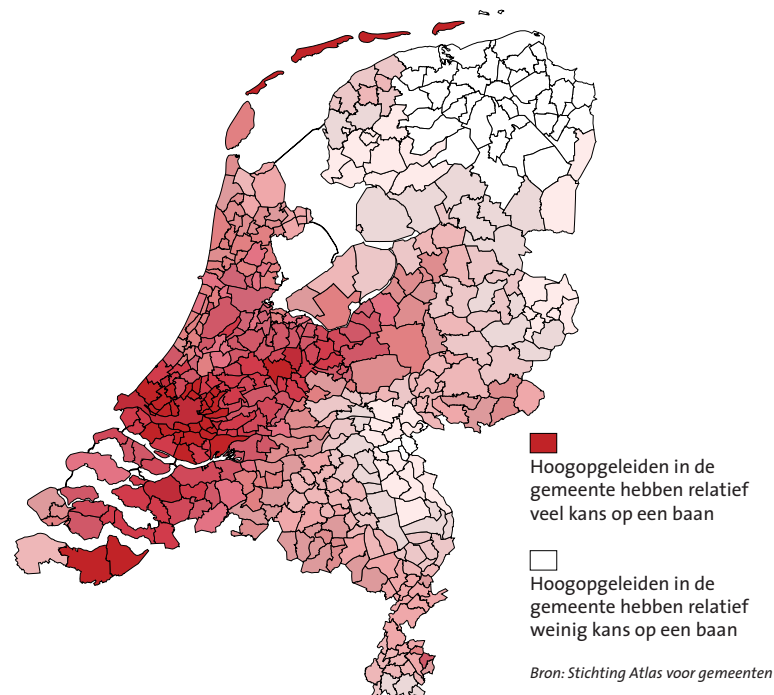 Hoogopgeleiden in de
gemeente hebben relatief
veel kans op een baan
Hoogopgeleiden in de
gemeente hebben relatief
weinig kans op een baan
Bron: Stichting Atlas voor gemeenten